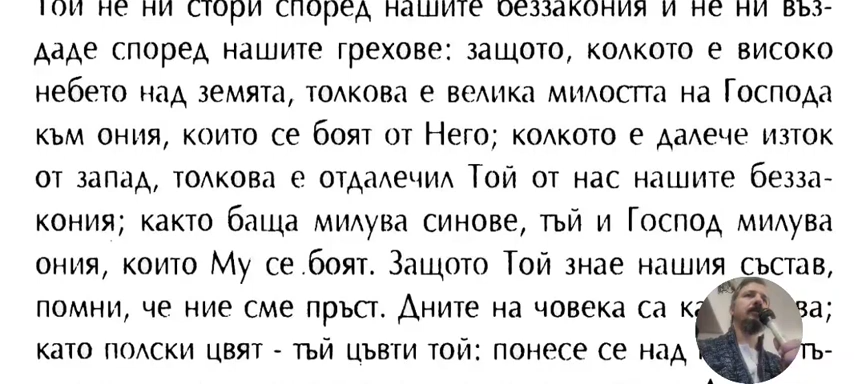 Той не ни стори според нашите беззакония и не ни въз-
даде според нашите грехове: защото, колкото е високо
небето над земята, толкова е велика милостта на Господа
към ония, които се боят от Него; колкото е далече изток
от запад, толкова е отдалечил Той от нас нашите безза-
кония; както баща милува синове, тъй и Господ милува
ония, които Му се боят. Защото Той знае нашия състав,
помни, че ние сме пръст. Дните на човека са
като полски цвят - тъй цъвти той: понесе се над